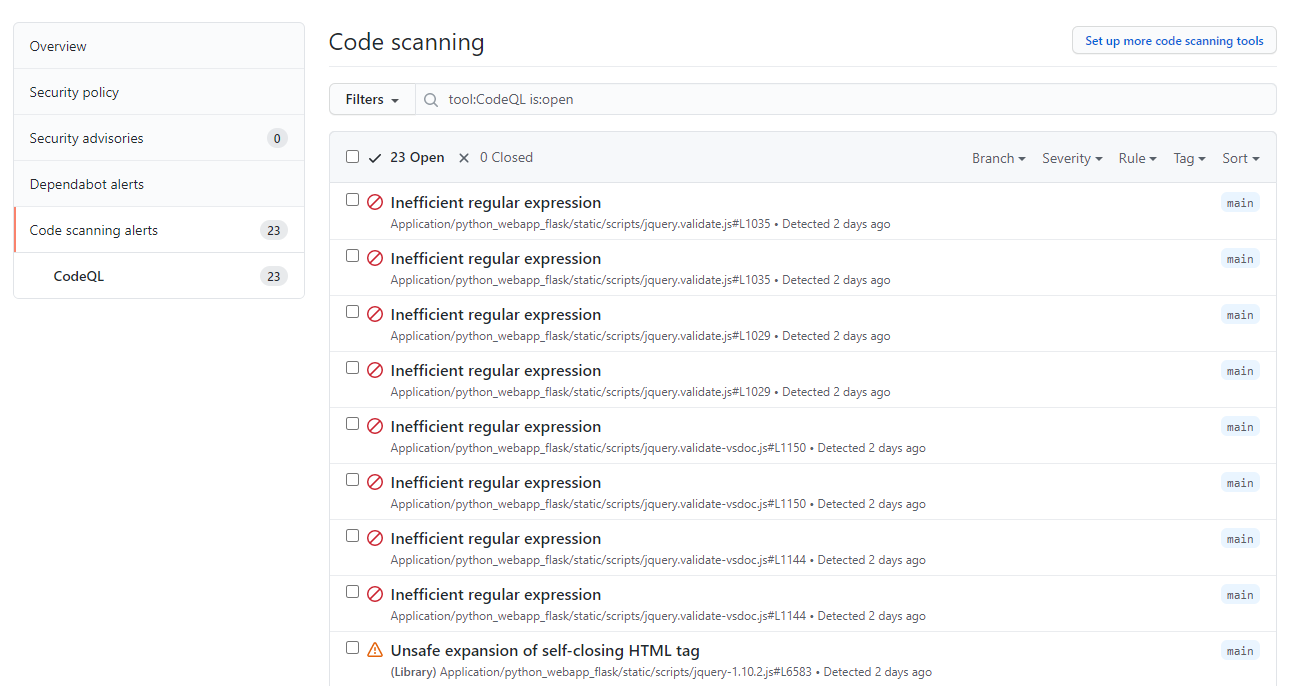 Overview
Security policy
Security advisories 0
Dependabot alerts
Code scanning alerts 23
CodeQL 23
Code scanning
Set up more code scanning tools
Filters
tool:CodeQL is:open
23 Open 0 Closed
Branch Severity Rule Tag Sort
Inefficient regular expression main
Application/python_webapp_flask/static/scripts/jquery.validate.js#L1035 • Detected 2 days ago
Inefficient regular expression main
Application/python_webapp_flask/static/scripts/jquery.validate.js#L1035 • Detected 2 days ago
Inefficient regular expression main
Application/python_webapp_flask/static/scripts/jquery.validate.js#L1029 • Detected 2 days ago
Inefficient regular expression main
Application/python_webapp_flask/static/scripts/jquery.validate.js#L1029 • Detected 2 days ago
Inefficient regular expression main
Application/python_webapp_flask/static/scripts/jquery.validate-vsdoc.js#L1150 • Detected 2 days ago
Inefficient regular expression main
Application/python_webapp_flask/static/scripts/jquery.validate-vsdoc.js#L1150 • Detected 2 days ago
Inefficient regular expression main
Application/python_webapp_flask/static/scripts/jquery.validate-vsdoc.js#L1144 • Detected 2 days ago
Inefficient regular expression main
Application/python_webapp_flask/static/scripts/jquery.validate-vsdoc.js#L1144 • Detected 2 days ago
Unsafe expansion of self-closing HTML tag main
(Library) Application/python_webapp_flask/static/scripts/jquery-1.10.2.js#L6583 • Detected 2 days ago